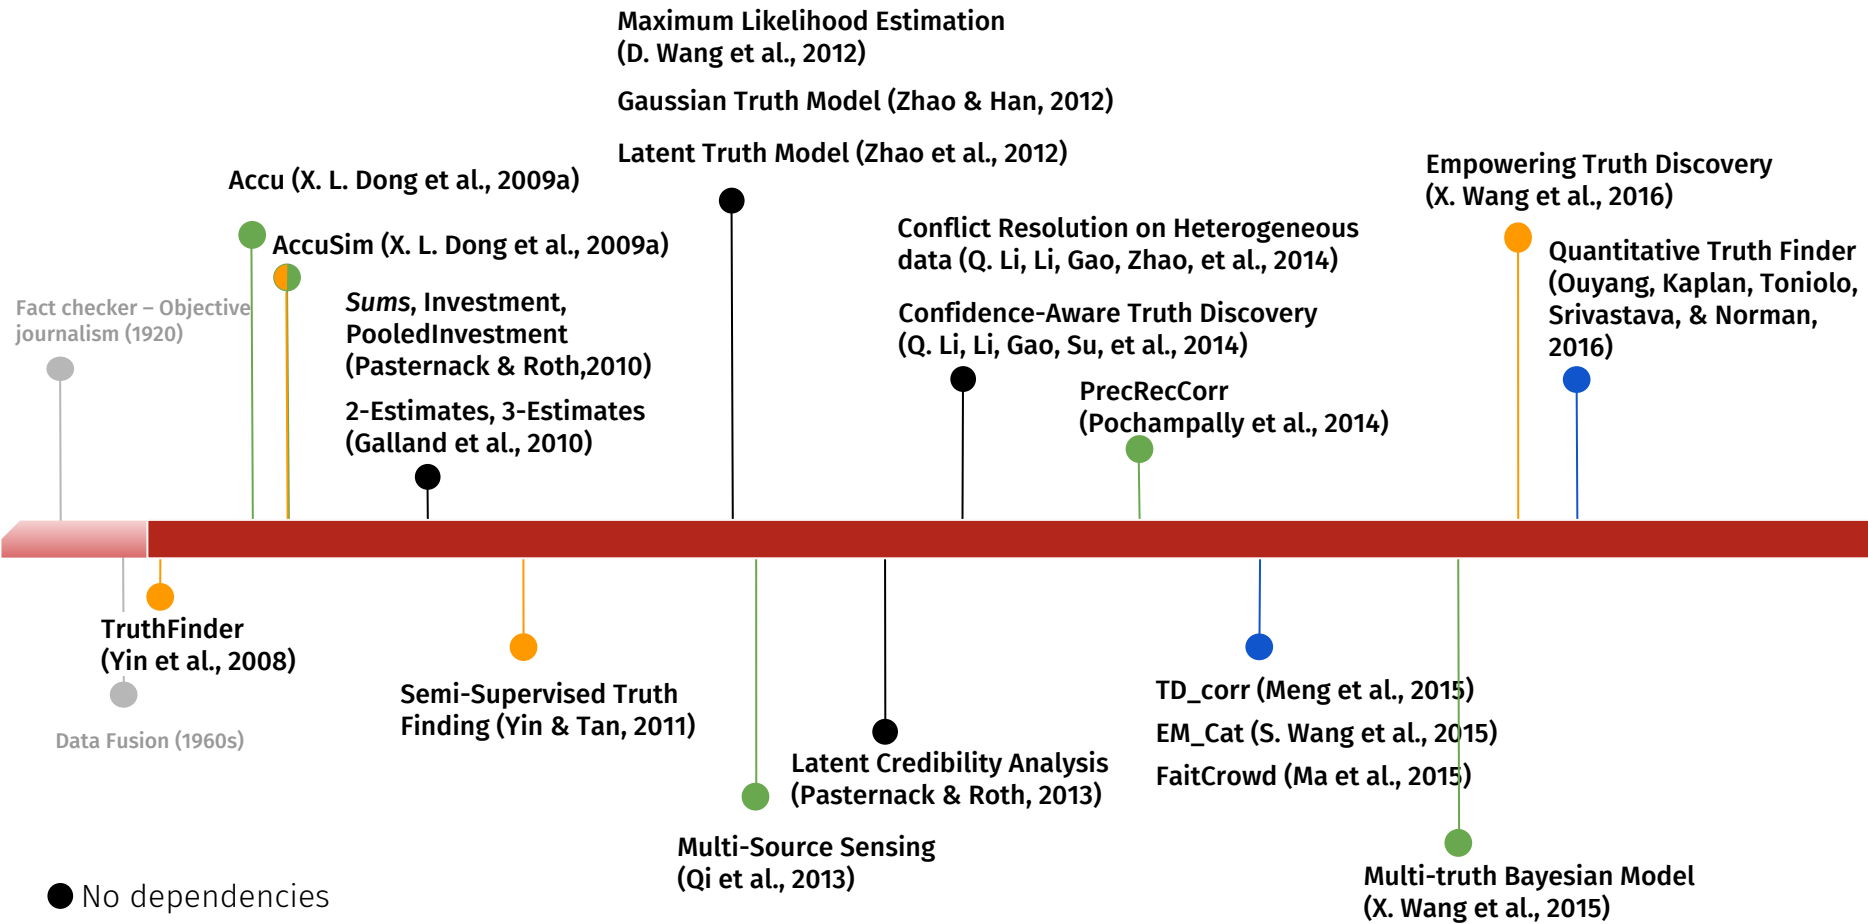 Maximum Likelihood Estimation
(D. Wang et al., 2012)
Gaussian Truth Model (Zhao & Han, 2012)
Latent Truth Model (Zhao et al., 2012)
Accu (X. L. Dong et al., 2009a)
AccuSim (X. L. Dong et al., 2009a)
Fact checker – Objective
journalism (1920)
Sums, Investment,
PooledInvestment
(Pasternack & Roth,2010)
2-Estimates, 3-Estimates
(Galland et al., 2010)
Conflict Resolution on Heterogeneous
data (Q. Li, Li, Gao, Zhao, et al., 2014)
Confidence-Aware Truth Discovery
(Q. Li, Li, Gao, Su, et al., 2014)
PrecRecCorr
(Pochampally et al., 2014)
Empowering Truth Discovery
(X. Wang et al., 2016)
Quantitative Truth Finder
(Ouyang, Kaplan, Toniolo,
Srivastava, & Norman,
2016)
TruthFinder
(Yin et al., 2008)
Data Fusion (1960s)
Semi-Supervised Truth
Finding (Yin & Tan, 2011)
Latent Credibility Analysis
(Pasternack & Roth, 2013)
Multi-Source Sensing
(Qi et al., 2013)
TD_corr (Meng et al., 2015)
EM_Cat (S. Wang et al., 2015)
FaitCrowd (Ma et al., 2015)
Multi-truth Bayesian Model
(X. Wang et al., 2015)
No dependencies